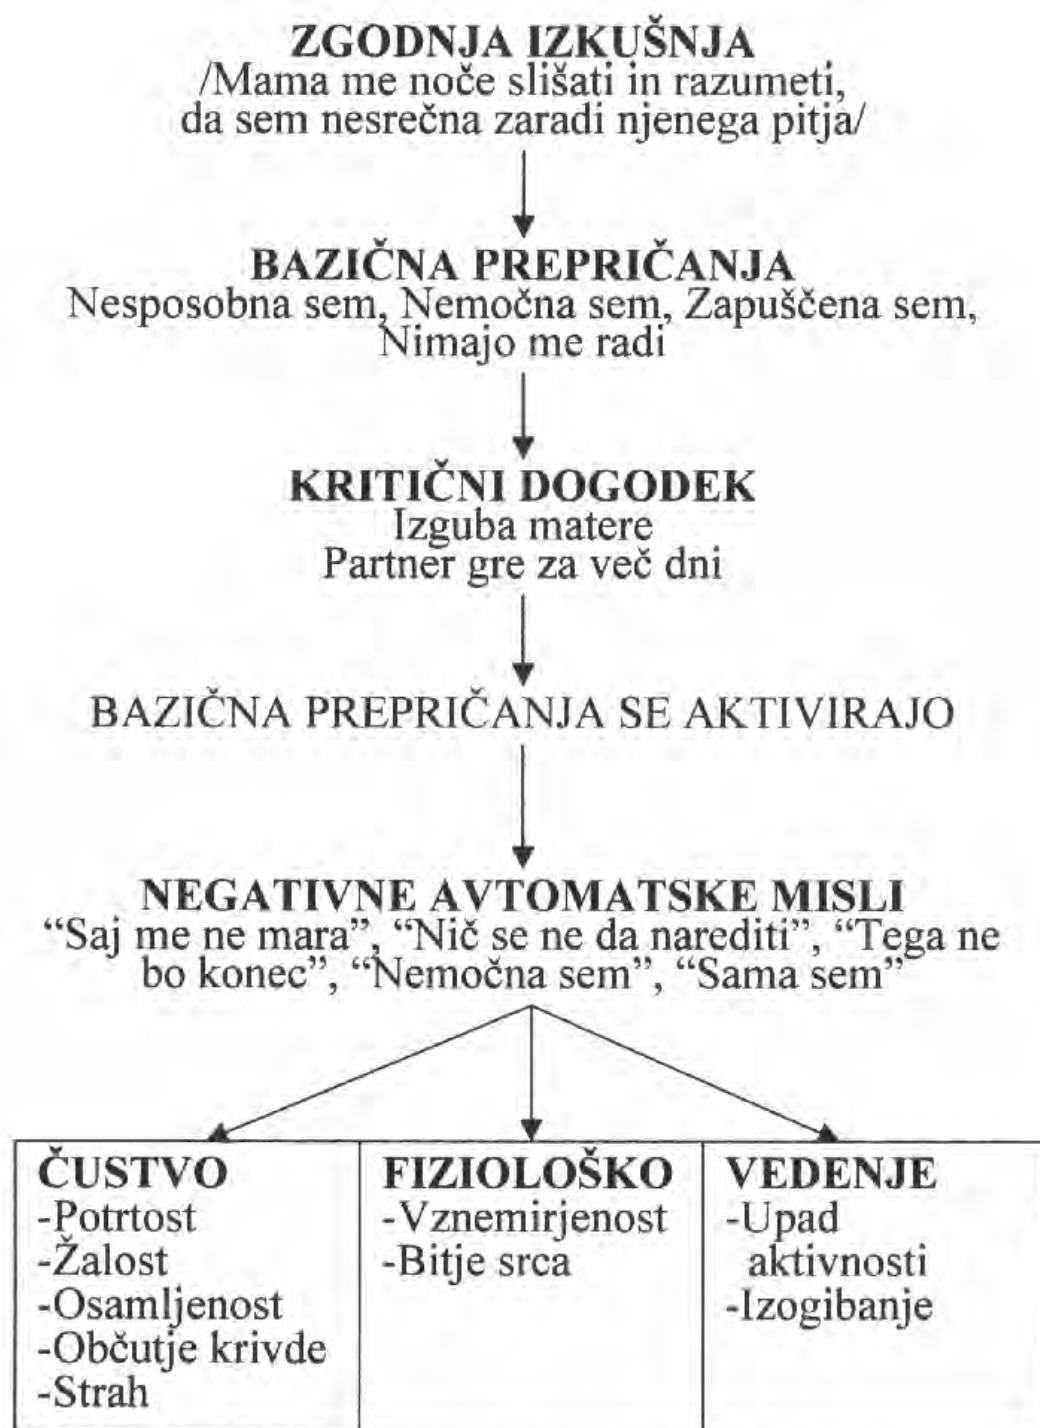 ZGODNJA IZKUŠNJA
/Mama me noče slišati in razumeti,
da sem nesrečna zaradi njenega pitja/
BAZIČNA PREPRIČANJA
Nesposobna sem, Nemočna sem, Zapuščena sem,
Nimajo me radi
KRITIČNI DOGODEK
Izguba matere
Partner gre za več dni
BAZIČNA PREPRIČANJA SE AKTIVIRAJO
NEGATIVNE AVTOMATSKE MISLI
“Saj me ne mara”, “Nič se ne da narediti”, “Tega ne
bo konec”, “Nemočna sem”, “Sama sem”
ČUSTVO
-Potrtost
-Žalost
-Osamljenost
-Občutje krivde
-Strah
FIZIOLOŠKO
-Vznemirjenost
-Bitje srca
VEDENJE
-Upad
aktivnosti
-Izogibanje